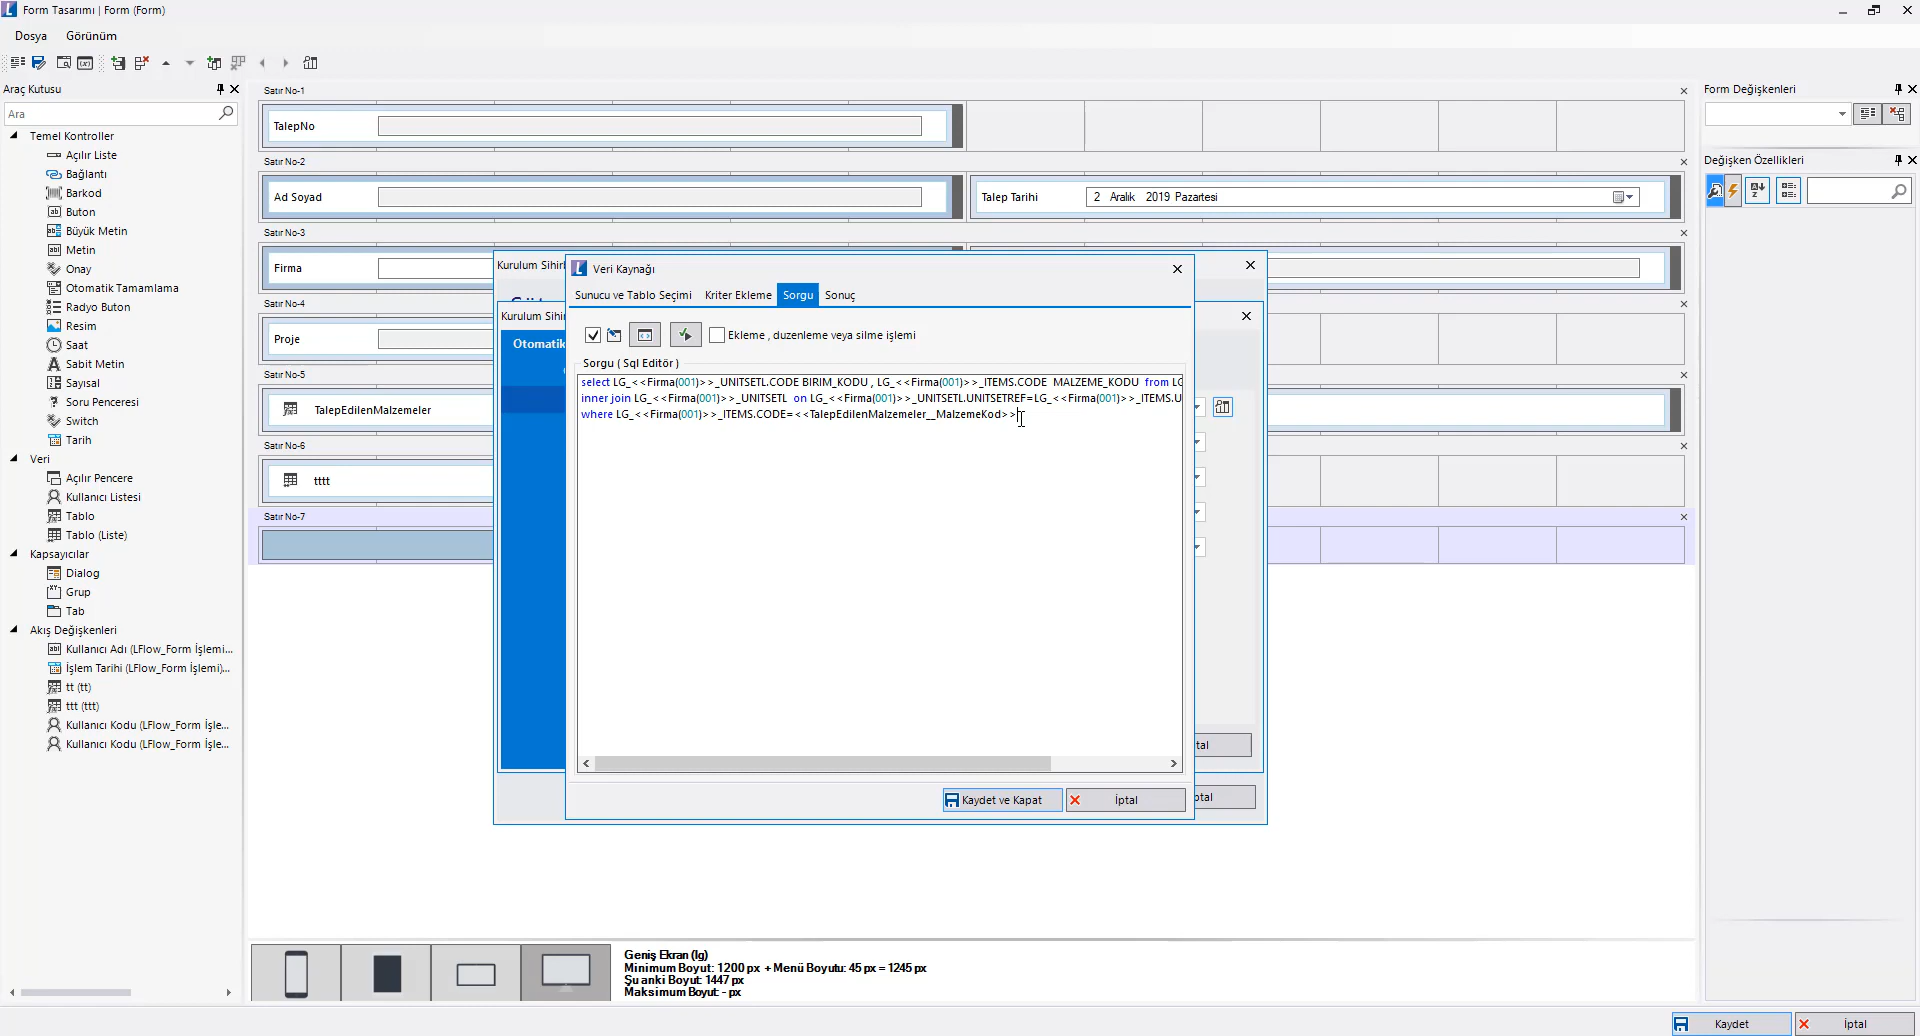 Form Tasarımı | Form (Form)
Dosya Görünüm
Araç Kutusu
Ara
Temel Kontroller
Açılır Liste
Bağlantı
Barkod
Buton
Büyük Metin
Metin
Onay
Otomatik Tamamlama
Radyo Buton
Resim
Saat
Sabit Metin
Sayısal
Soru Penceresi
Switch
Tarih
Veri
Açılır Pencere
Kullanıcı Listesi
Tablo
Tablo (Liste)
Kapsayıcılar
Dialog
Grup
Tab
Akış Değişkenleri
Kullanıcı Adı (LFlow_Form İşlemi...
İşlem Tarihi (LFlow_Form İşlemi)...
tt (tt)
ttt (ttt)
Kullanıcı Kodu (LFlow_Form İşle...
Kullanıcı Kodu (LFlow_Form İşle...
Satır No-1
TalepNo
Satır No-2
Ad Soyad
Talep Tarihi 2 Aralık 2019 Pazartesi
Satır No-3
Firma
Satır No-4
Proje
Satır No-5
TalepEdilenMalzemeler
Satır No-6
tttt
Satır No-7
Kurulum Sihir
Kurulum Sihir
Otomatik
Veri Kaynağı
Sunucu ve Tablo Seçimi Kriter Ekleme Sorgu Sonuç
Ekleme , duzenleme veya silme işlemi
Sorgu ( Sql Editör )
select LG_<<Firma(001)>>_UNITSETL.CODE BIRIM_KODU , LG_<<Firma(001)>>_ITEMS.CODE MALZEME_KODU from LG
inner join LG_<<Firma(001)>>_UNITSETL on LG_<<Firma(001)>>_UNITSETL.UNITSETREF=LG_<<Firma(001)>>_ITEMS.U
where LG_<<Firma(001)>>_ITEMS.CODE=<<TalepEdilenMalzemeler__MalzemeKod>>
Kaydet ve Kapat İptal
tal
ptal
Form Değişkenleri
Değişken Özellikleri
Geniş Ekran (lg)
Minimum Boyut: 1200 px + Menü Boyutu: 45 px = 1245 px
Şu anki Boyut: 1447 px
Maksimum Boyut: - px
Kaydet İptal